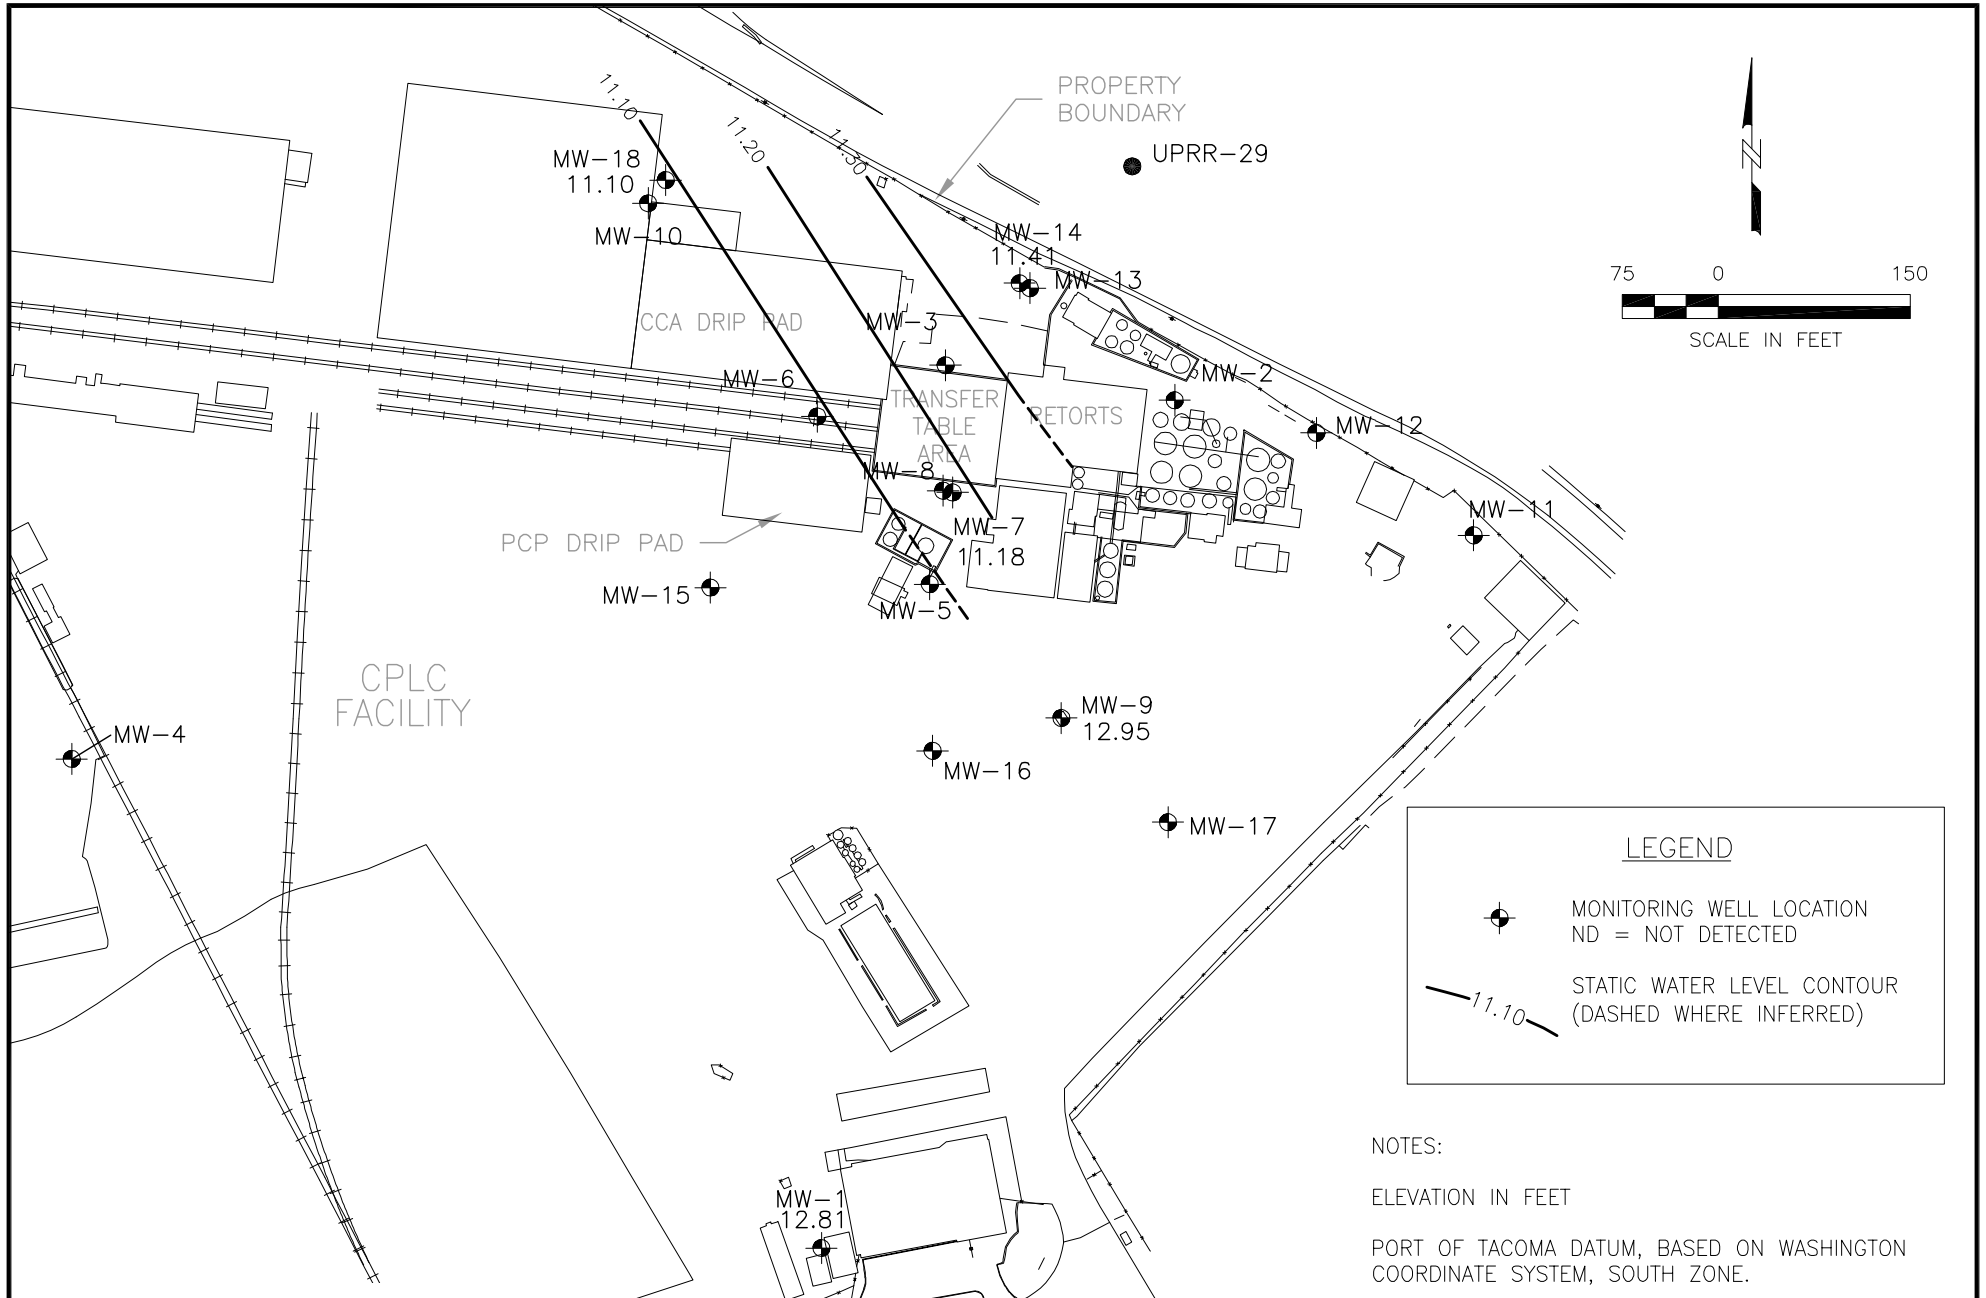 PROPERTY
BOUNDARY
11.10
11.20
11.30
UPRR-29
MW-18
11.10
MW-10
MW-14
11.41
MW-13
N
75 0 150
SCALE IN FEET
CCA DRIP PAD
MW-3
MW-6
MW-2
TRANSFER
TABLE
AREA
RETORTS
MW-12
MW-8
MW-7
11.18
MW-11
PCP DRIP PAD
MW-15
MW-5
CPLC
FACILITY
MW-4
MW-9
12.95
MW-16
MW-17
LEGEND
MONITORING WELL LOCATION
ND = NOT DETECTED
STATIC WATER LEVEL CONTOUR
(DASHED WHERE INFERRED)
11.10
NOTES:
ELEVATION IN FEET
PORT OF TACOMA DATUM, BASED ON WASHINGTON
COORDINATE SYSTEM, SOUTH ZONE.
MW-1
12.81